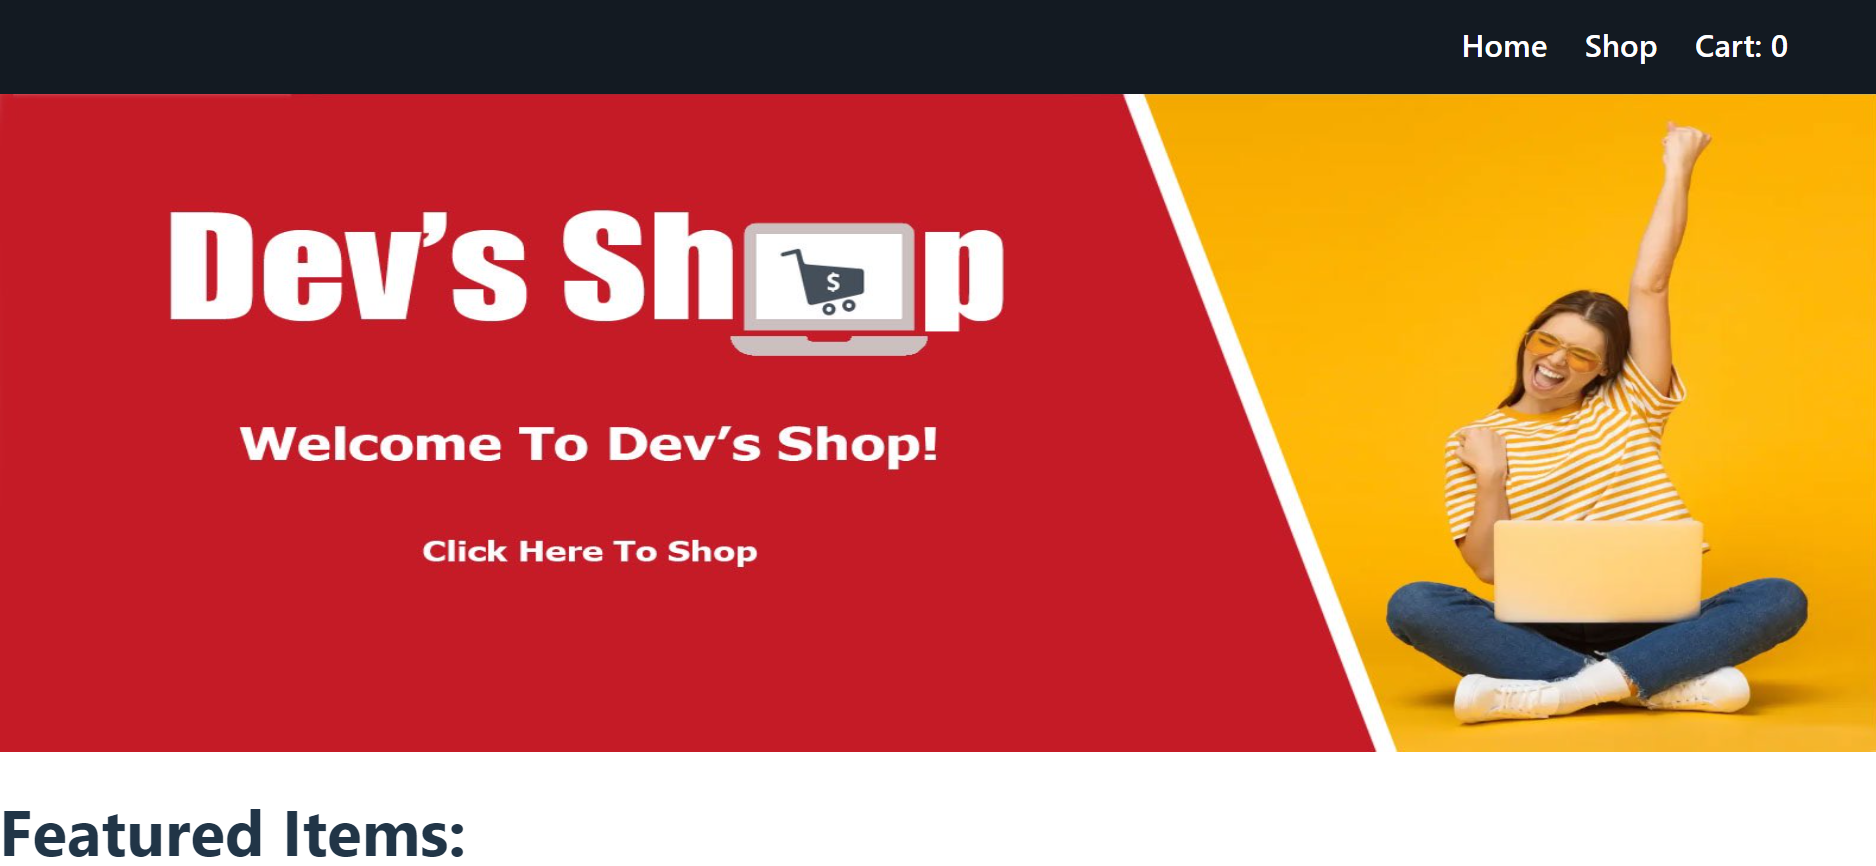 Home Shop Cart: 0
Dev’s Shop
$
Welcome To Dev’s Shop!
Click Here To Shop
Featured Items: